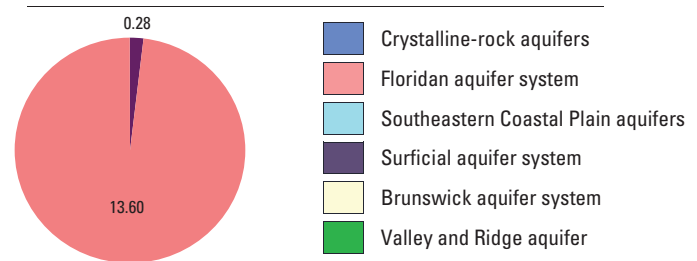 0.28
13.60
Crystalline-rock aquifers
Floridan aquifer system
Southeastern Coastal Plain aquifers
Surficial aquifer system
Brunswick aquifer system
Valley and Ridge aquifer